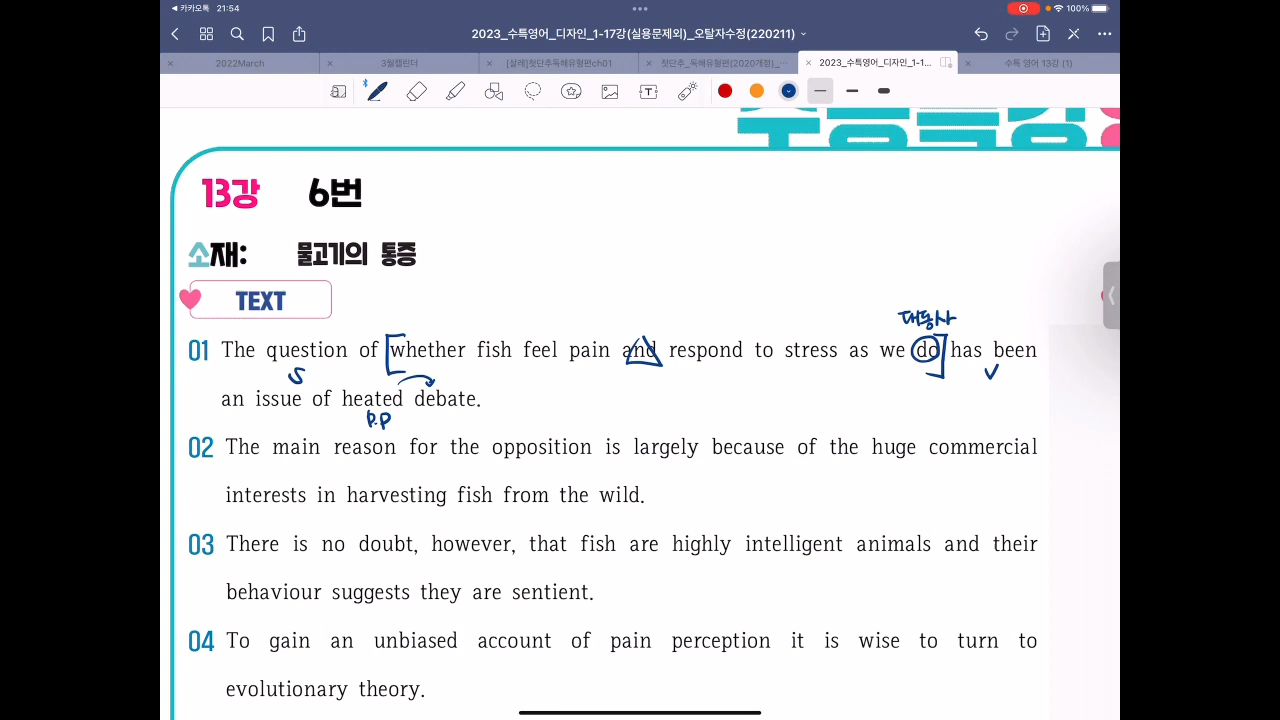 ◀ 카카오톡 21:54
100%
2023_수특영어_디자인_1-17강(실용문제외)_오탈자수정(220211)
2022March
3월캘린더
[살레]첫단추독해유형편ch01
첫단추_독해유형편(2020개정)_...
2023_수특영어_디자인_1-1...
수특 영어 13강 (1)
수능특강
13강 6번
소재: 물고기의 통증
TEXT
대동사
01 The question of [whether fish feel pain and respond to stress as we do] has been
S
V
an issue of heated debate.
P.P
02 The main reason for the opposition is largely because of the huge commercial
interests in harvesting fish from the wild.
03 There is no doubt, however, that fish are highly intelligent animals and their
behaviour suggests they are sentient.
04 To gain an unbiased account of pain perception it is wise to turn to
evolutionary theory.